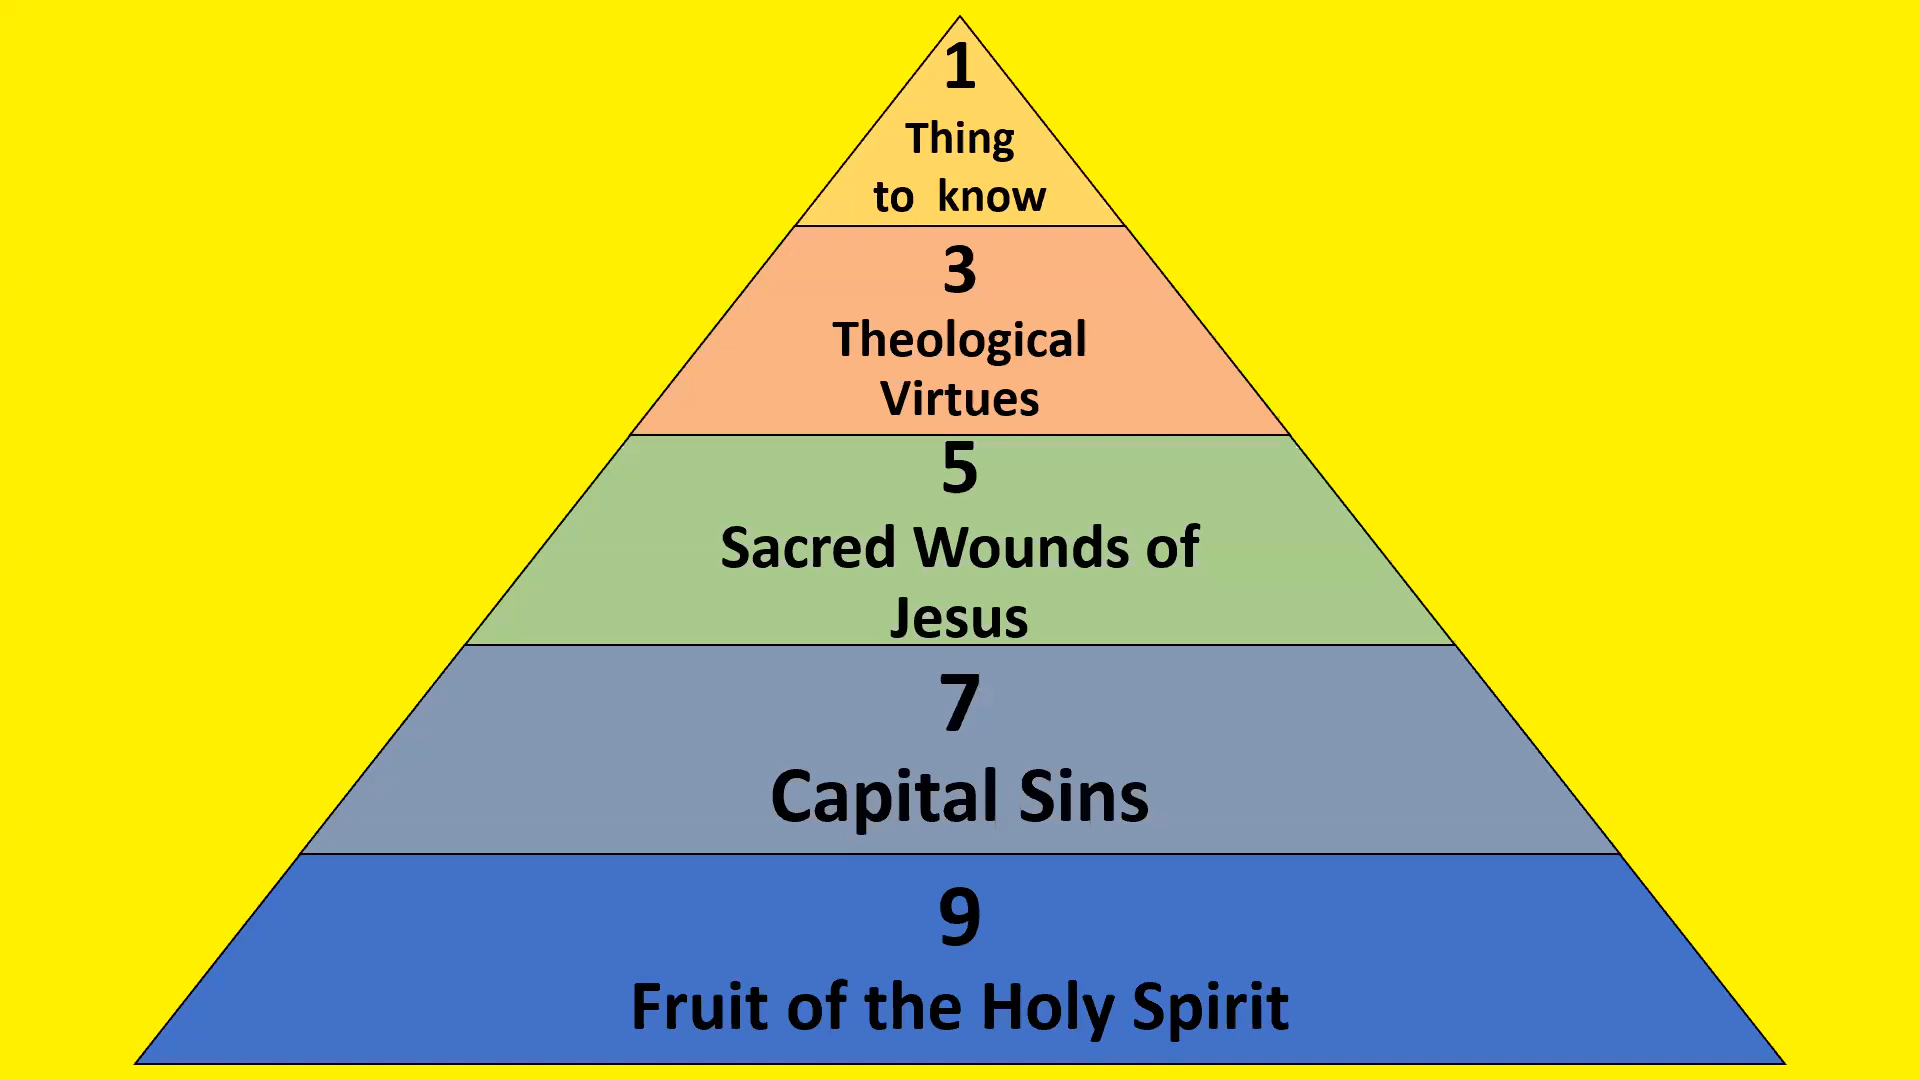 1
Thing
to know
3
Theological
Virtues
5
Sacred Wounds of
Jesus
7
Capital Sins
9
Fruit of the Holy Spirit